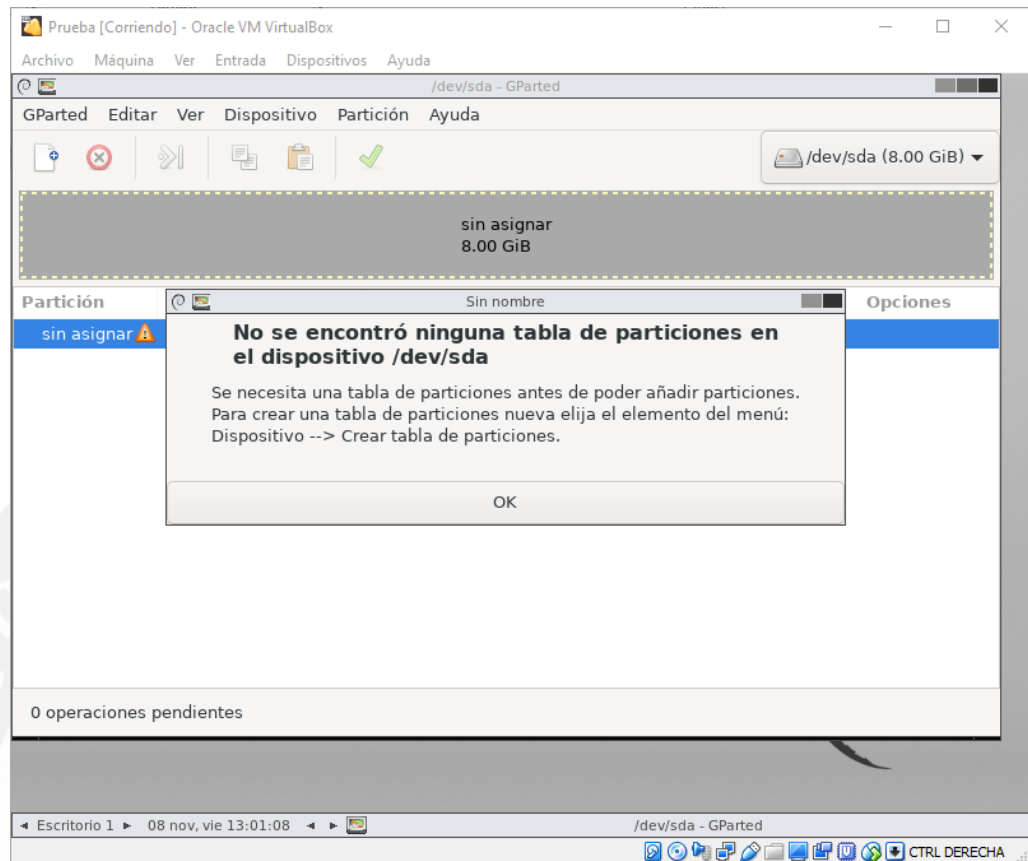 Prueba [Corriendo] - Oracle VM VirtualBox
Archivo Máquina Ver Entrada Dispositivos Ayuda
/dev/sda - GParted
GParted Editar Ver Dispositivo Partición Ayuda
/dev/sda (8.00 GiB)
sin asignar
8.00 GiB
Partición Opciones
sin asignar
Sin nombre
No se encontró ninguna tabla de particiones en
el dispositivo /dev/sda
Se necesita una tabla de particiones antes de poder añadir particiones.
Para crear una tabla de particiones nueva elija el elemento del menú:
Dispositivo --> Crear tabla de particiones.
OK
0 operaciones pendientes
Escritorio 1 08 nov, vie 13:01:08 /dev/sda - GParted
CTRL DERECHA